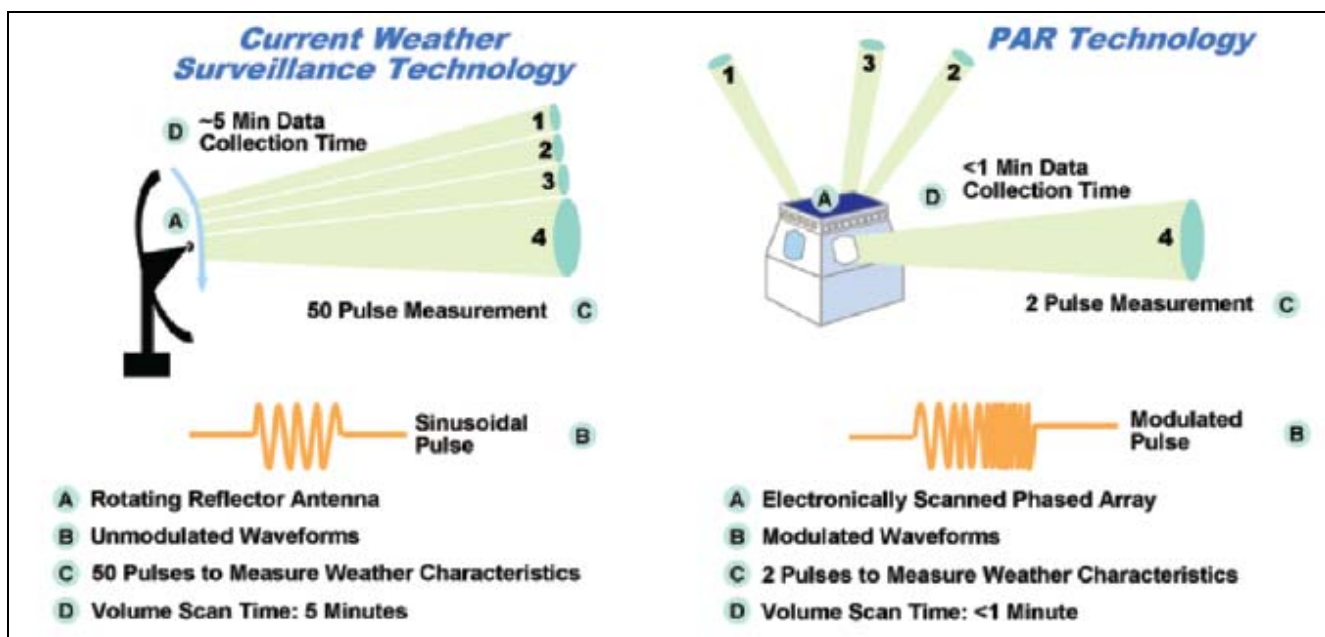 Current Weather
Surveillance Technology
D ~5 Min Data
Collection Time
1
2
3
4
A
50 Pulse Measurement C
Sinusoidal
Pulse
B
A Rotating Reflector Antenna
B Unmodulated Waveforms
C 50 Pulses to Measure Weather Characteristics
D Volume Scan Time: 5 Minutes
PAR Technology
1
3
2
A
D <1 Min Data
Collection Time
4
2 Pulse Measurement C
Modulated
Pulse
B
A Electronically Scanned Phased Array
B Modulated Waveforms
C 2 Pulses to Measure Weather Characteristics
D Volume Scan Time: <1 Minute